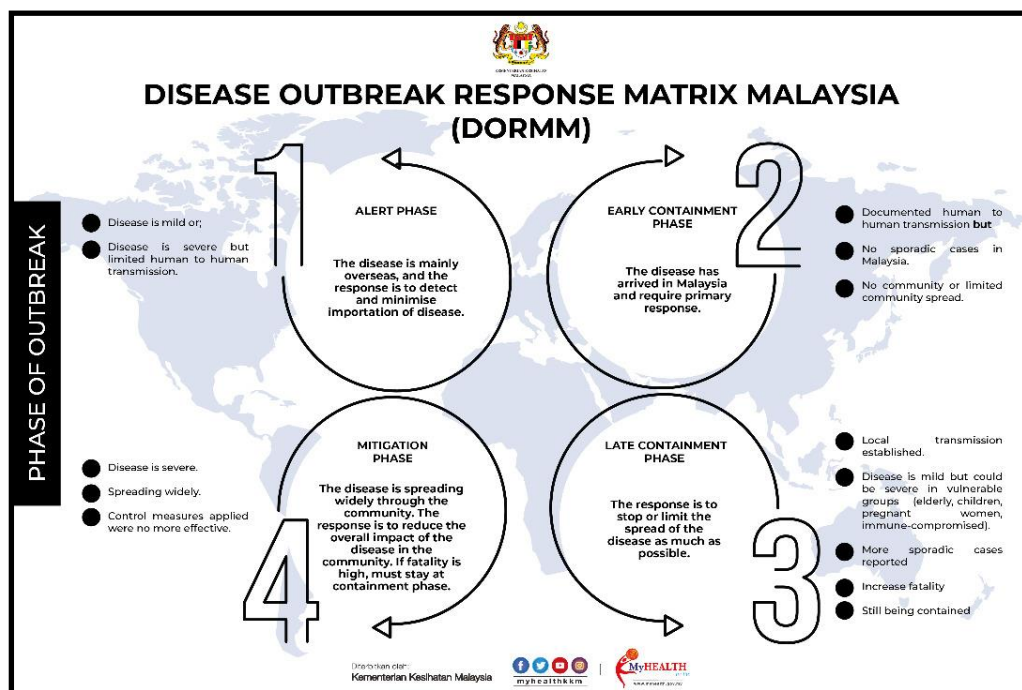 KEMENTERIAN KESIHATAN
MALAYSIA
DISEASE OUTBREAK RESPONSE MATRIX MALAYSIA
(DORMM)
PHASE OF OUTBREAK
1
ALERT PHASE
The disease is mainly
overseas, and the
response is to detect
and minimise
importation of disease.
Disease is mild or;
Disease is severe but
limited human to human
transmission.
2
EARLY CONTAINMENT
PHASE
The disease has
arrived in Malaysia
and require primary
response.
Documented human to
human transmission but
No sporadic cases in
Malaysia.
No community or limited
community spread.
3
LATE CONTAINMENT
PHASE
The response is to
stop or limit the
spread of the
disease as much as
possible.
Local transmission
established.
Disease is mild but could
be severe in vulnerable
groups (elderly, children,
pregnant women,
immune-compromised).
More sporadic cases
reported
Increase fatality
Still being contained
4
MITIGATION
PHASE
The disease is spreading
widely through the
community. The
response is to reduce the
overall impact of the
disease in the
community. If fatality is
high, must stay at
containment phase.
Disease is severe.
Spreading widely.
Control measures applied
were no more effective.
Diterbitkan oleh:
Kementerian Kesihatan Malaysia
myhealthkkm
MyHEALTH